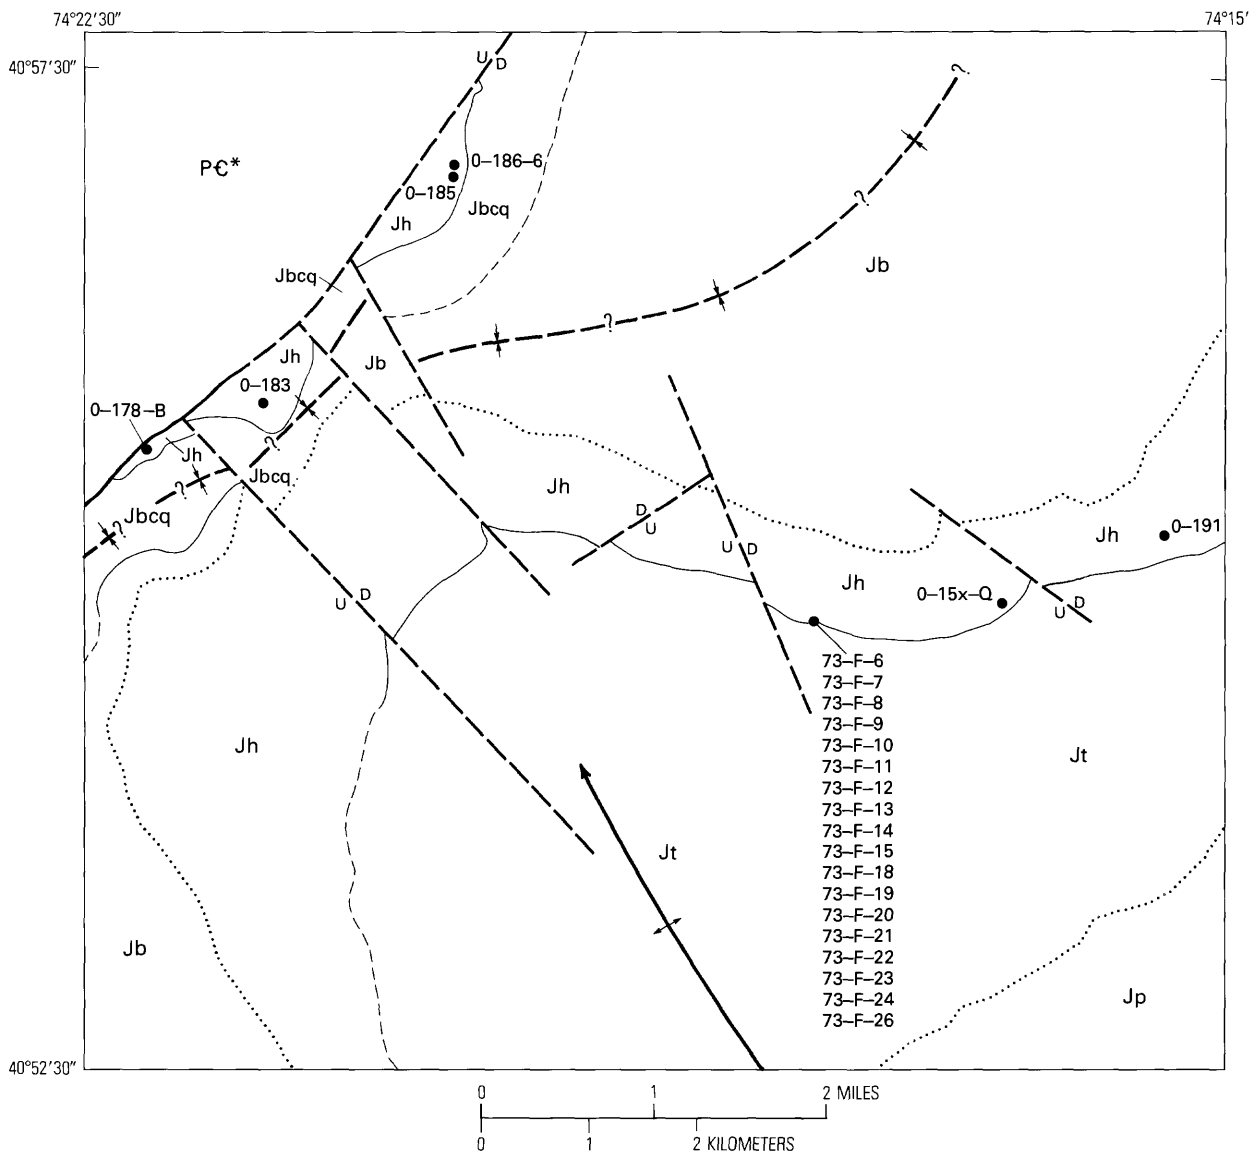 74°22'30"
74°15'
40°57'30"
U D
P€*
0–186–6
0–185
Jbcq
Jh
?
?
Jb
Jbcq
?
Jh
Jb
0–183
0–178–B
?
Jh
Jbcq
?
?
Jbcq
Jh
D
U
U D
Jh
0–191
Jh
0–15x–Q
U D
U D
73–F–6
73–F–7
73–F–8
73–F–9
73–F–10
73–F–11
73–F–12
73–F–13
73–F–14
73–F–15
73–F–18
73–F–19
73–F–20
73–F–21
73–F–22
73–F–23
73–F–24
73–F–26
Jh
Jt
Jt
Jb
Jp
40°52'30"
0 1 2 MILES
0 1 2 KILOMETERS